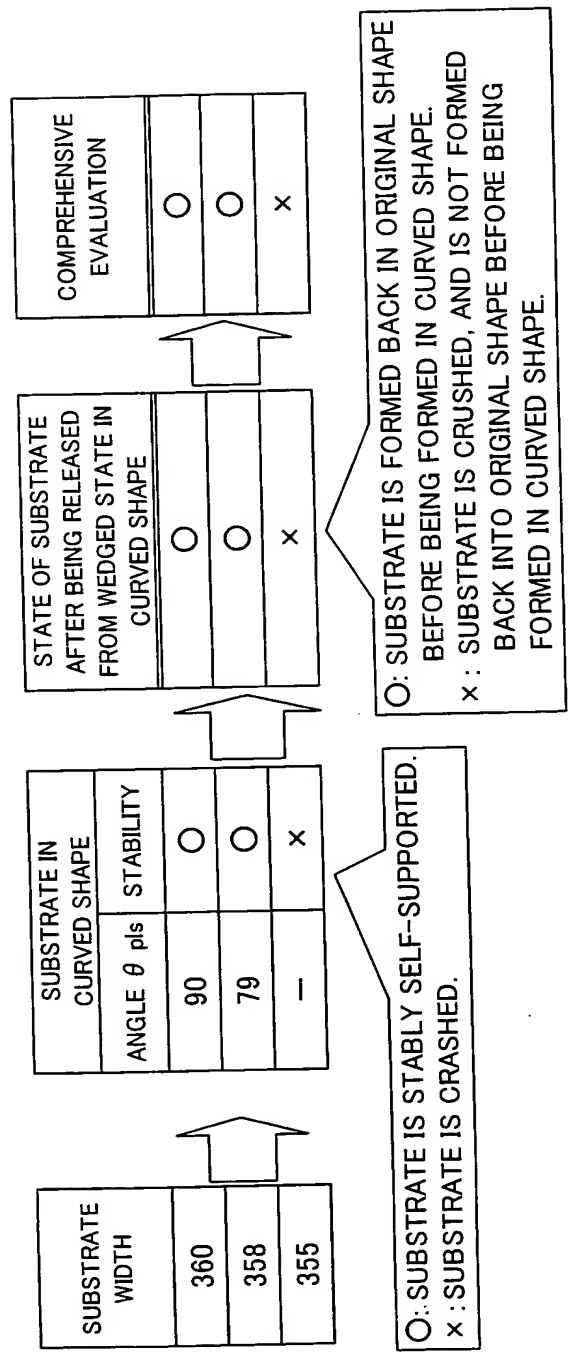 SUBSTRATE
WIDTH
360
358
355
SUBSTRATE IN
CURVED SHAPE
ANGLE θ pls STABILITY
90 ○
79 ○
— ×
○: SUBSTRATE IS STABLY SELF-SUPPORTED.
×: SUBSTRATE IS CRASHED.
STATE OF SUBSTRATE
AFTER BEING RELEASED
FROM WEDGED STATE IN
CURVED SHAPE
○
○
×
○: SUBSTRATE IS FORMED BACK IN ORIGINAL SHAPE
BEFORE BEING FORMED IN CURVED SHAPE.
×: SUBSTRATE IS CRUSHED, AND IS NOT FORMED
BACK INTO ORIGINAL SHAPE BEFORE BEING
FORMED IN CURVED SHAPE.
COMPREHENSIVE
EVALUATION
○
○
×